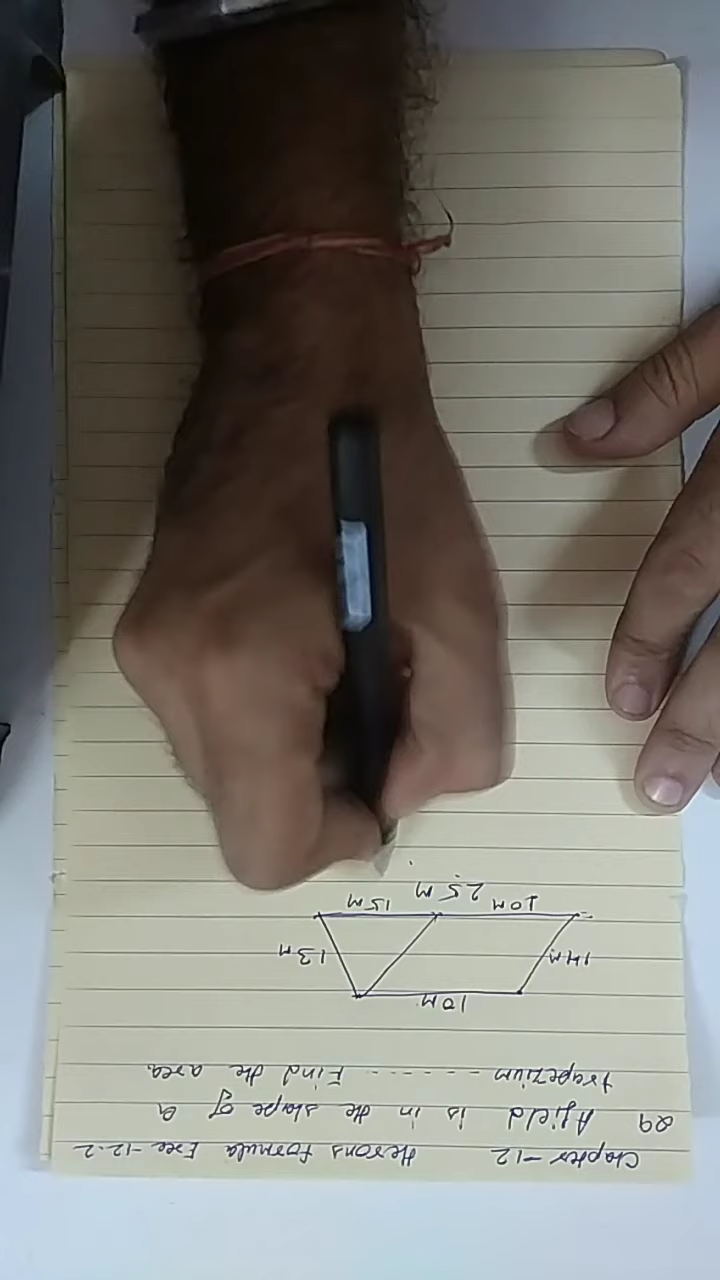 Chapter - 12 Herons formula Exe - 12.2
Q9 A field is in the shape of a
trapezium - - - - - - Find the area.
10M
14M
13M
10M 15M
25M